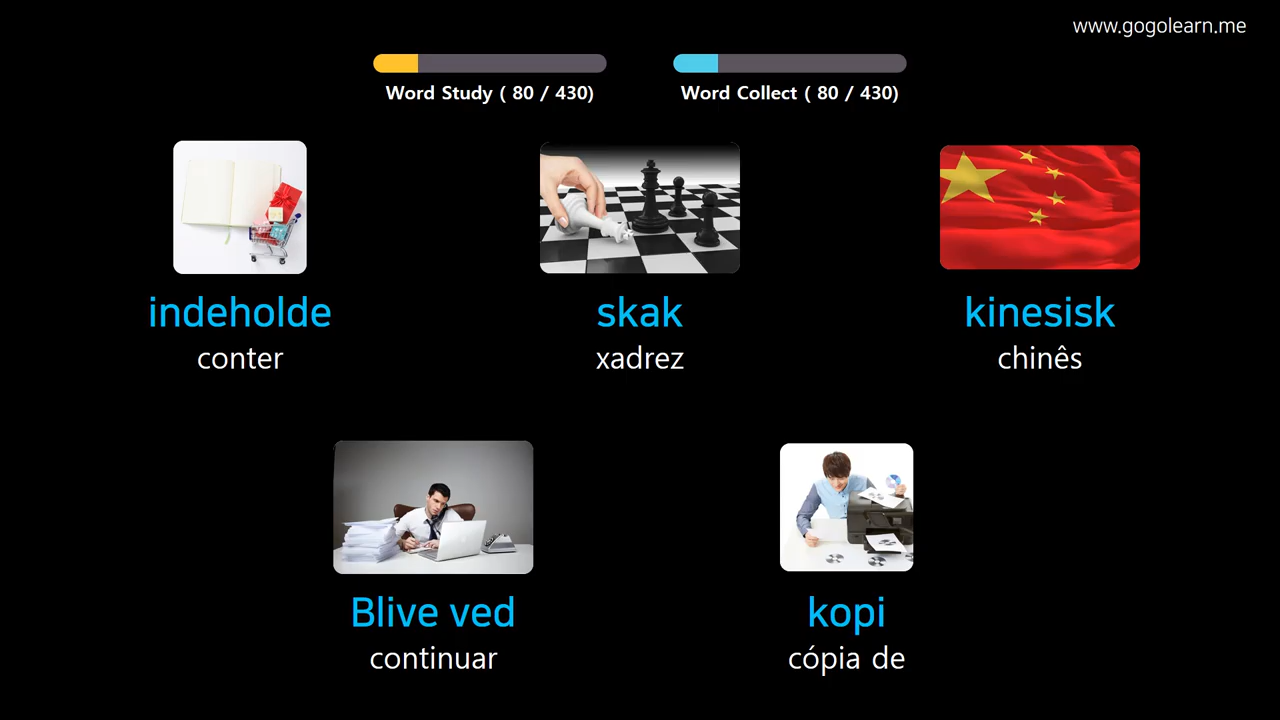 www.gogolearn.me
Word Study ( 80 / 430)
Word Collect ( 80 / 430)
indeholde
conter
skak
xadrez
kinesisk
chinês
Blive ved
continuar
kopi
cópia de